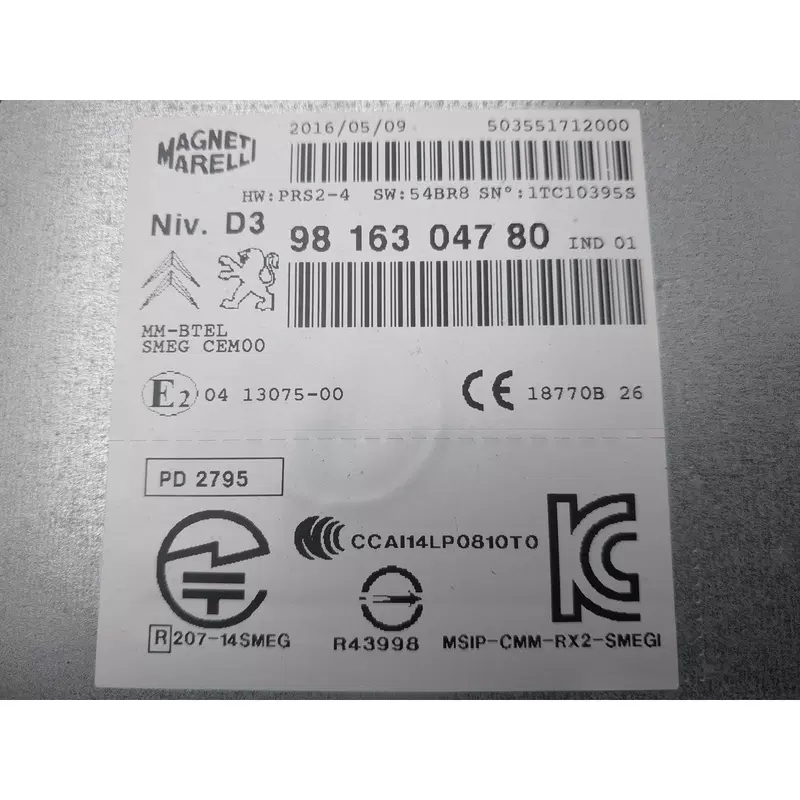 MAGNETI MARELLI
2016/05/09 503551712000
HW:PRS2-4 SW:54BR8 SN°:1TC10395S
Niv. D3
98 163 047 80 IND 01
MM-BTEL
SMEG CEM00
E2 04 13075-00
CE 18770B 26
PD 2795
CCAI14LP0810T0
R 207-14SMEG
R43998
MSIP-CMM-RX2-SMEGI